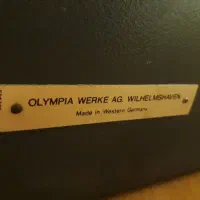 OLYMPIA WERKE AG. WILHELMSHAVEN
Made in Western Germany